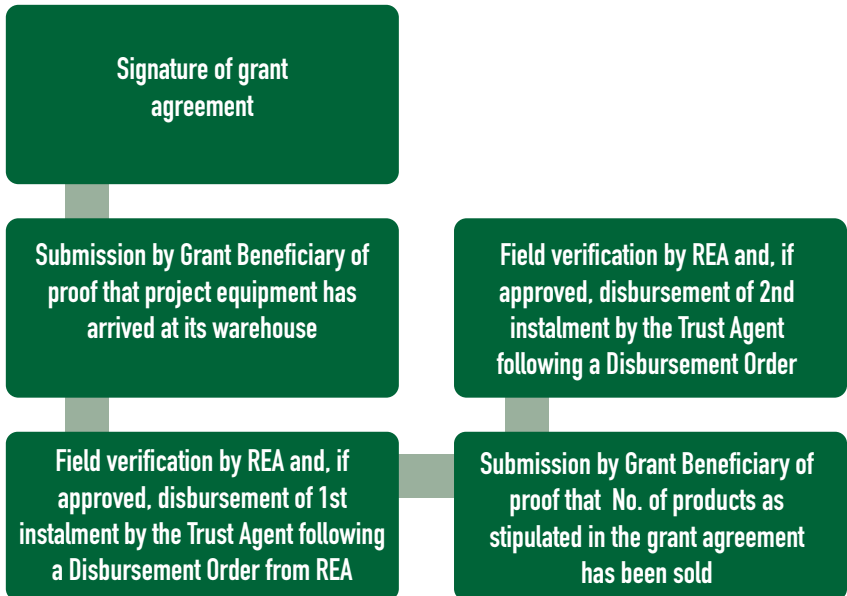 Signature of grant
agreement
Submission by Grant Beneficiary of
proof that project equipment has
arrived at its warehouse
Field verification by REA and, if
approved, disbursement of 1st
instalment by the Trust Agent following
a Disbursement Order from REA
Submission by Grant Beneficiary of
proof that No. of products as
stipulated in the grant agreement
has been sold
Field verification by REA and, if
approved, disbursement of 2nd
instalment by the Trust Agent
following a Disbursement Order